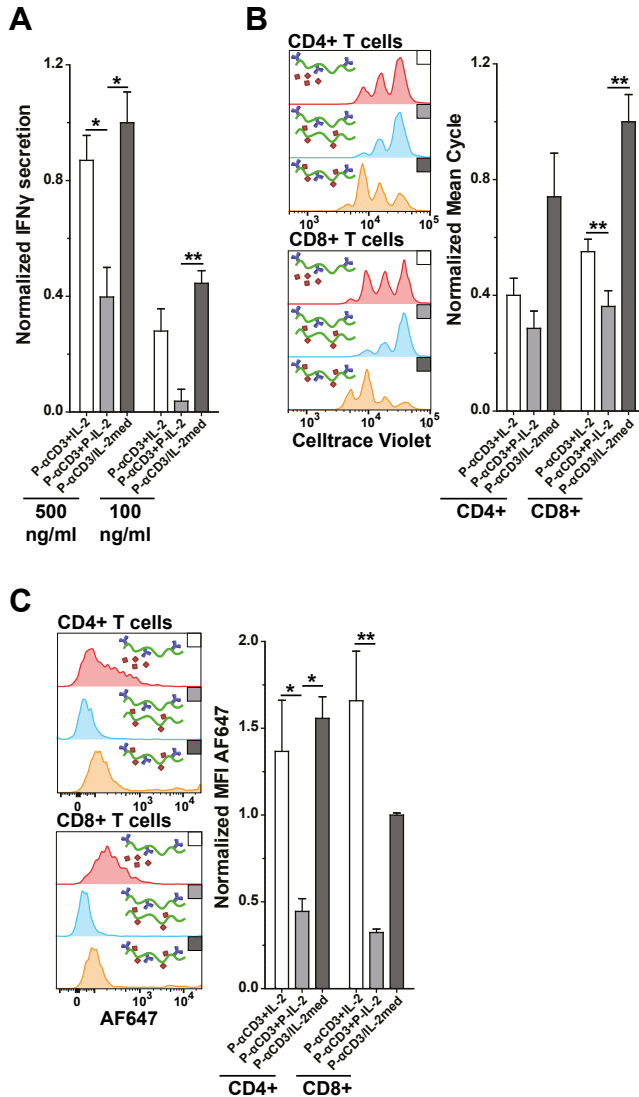 A
Normalized IFNγ secretion
1.2
0.8
0.4
0.0
*
*
**
P-αCD3+IL-2
P-αCD3+P-IL-2
P-αCD3/IL-2med
P-αCD3+IL-2
P-αCD3+P-IL-2
P-αCD3/IL-2med
500
ng/ml
100
ng/ml
B
CD4+ T cells
10³ 10⁴ 10⁵
CD8+ T cells
10³ 10⁴ 10⁵
Celltrace Violet
Normalized Mean Cycle
1.2
0.8
0.4
0.0
**
**
P-αCD3+IL-2
P-αCD3+P-IL-2
P-αCD3/IL-2med
P-αCD3+IL-2
P-αCD3+P-IL-2
P-αCD3/IL-2med
CD4+
CD8+
C
CD4+ T cells
0 10³ 10⁴
CD8+ T cells
0 10³ 10⁴
AF647
Normalized MFI AF647
2.0
1.5
1.0
0.5
0.0
*
*
**
P-αCD3+IL-2
P-αCD3+P-IL-2
P-αCD3/IL-2med
P-αCD3+IL-2
P-αCD3+P-IL-2
P-αCD3/IL-2med
CD4+
CD8+